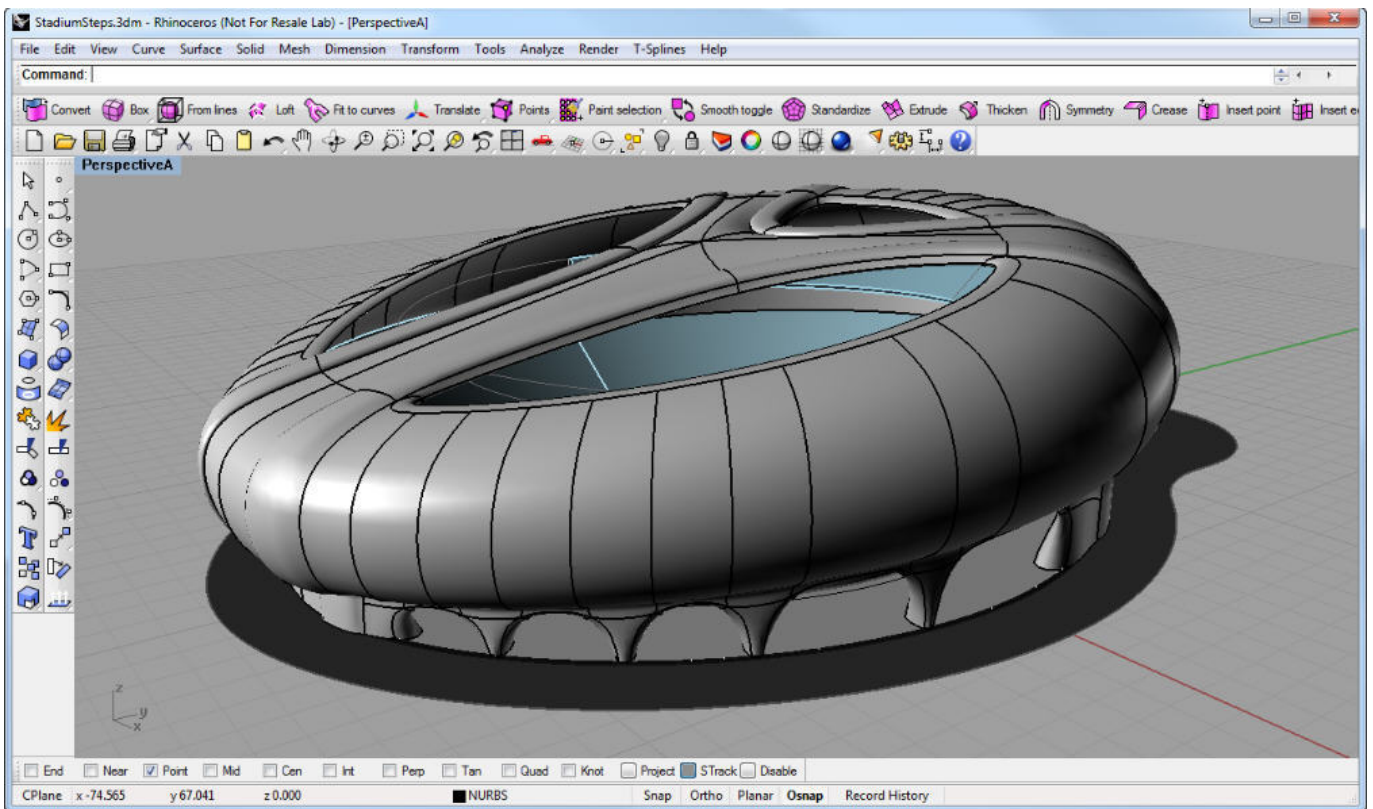 StadiumSteps.3dm - Rhinoceros (Not For Resale Lab) - [PerspectiveA]
File Edit View Curve Surface Solid Mesh Dimension Transform Tools Analyze Render T-Splines Help
Command:
Convert Box From lines Loft Fit to curves Translate Points Paint selection Smooth toggle Standardize Extrude Thicken Symmetry Crease Insert point Insert
PerspectiveA
z
y
x
End Near Point Mid Cen Int Perp Tan Quad Knot Project STrack Disable
CPlane x -74.565 y 67.041 z 0.000 NURBS Snap Ortho Planar Osnap Record History